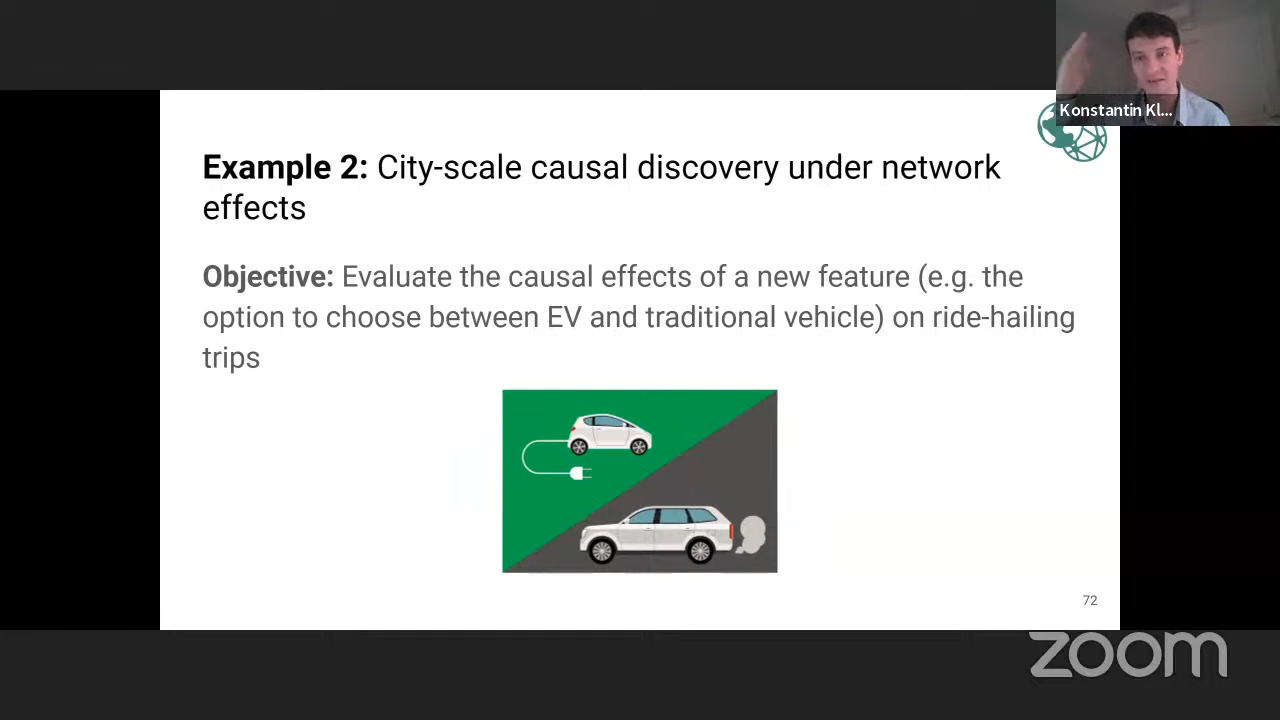 Konstantin Kl...
Example 2: City-scale causal discovery under network
effects
Objective: Evaluate the causal effects of a new feature (e.g. the
option to choose between EV and traditional vehicle) on ride-hailing
trips
72
zoom